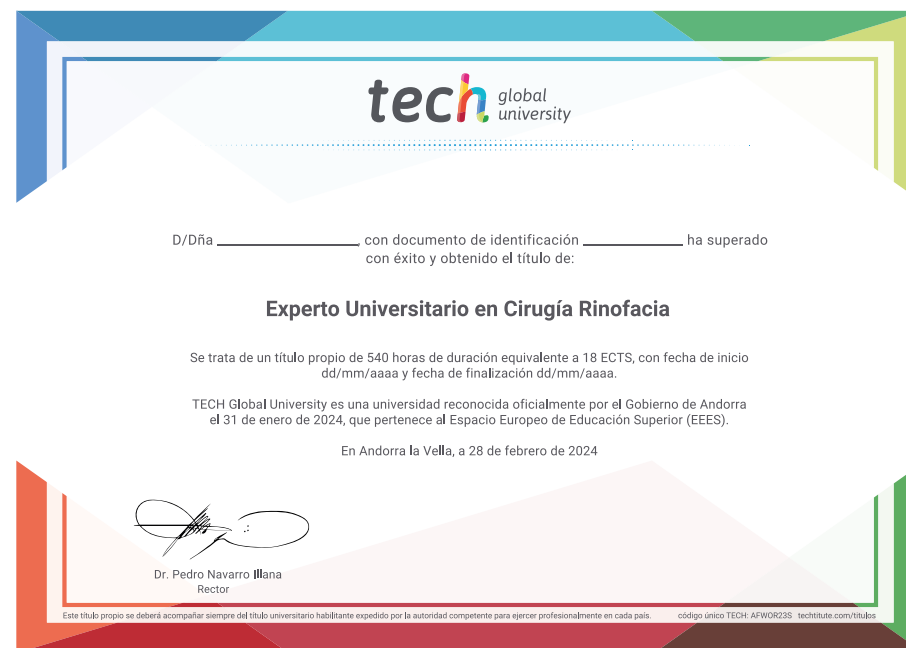 tech global university
D/Dña ____________, con documento de identificación ____________ ha superado
con éxito y obtenido el título de:
Experto Universitario en Cirugía Rinofacia
Se trata de un título propio de 540 horas de duración equivalente a 18 ECTS, con fecha de inicio
dd/mm/aaaa y fecha de finalización dd/mm/aaaa.
TECH Global University es una universidad reconocida oficialmente por el Gobierno de Andorra
el 31 de enero de 2024, que pertenece al Espacio Europeo de Educación Superior (EEES).
En Andorra la Vella, a 28 de febrero de 2024
Dr. Pedro Navarro Illana
Rector
Este título propio se deberá acompañar siempre del título universitario habilitante expedido por la autoridad competente para ejercer profesionalmente en cada país. código único TECH: AFWOR23S techtitute.com/titulos